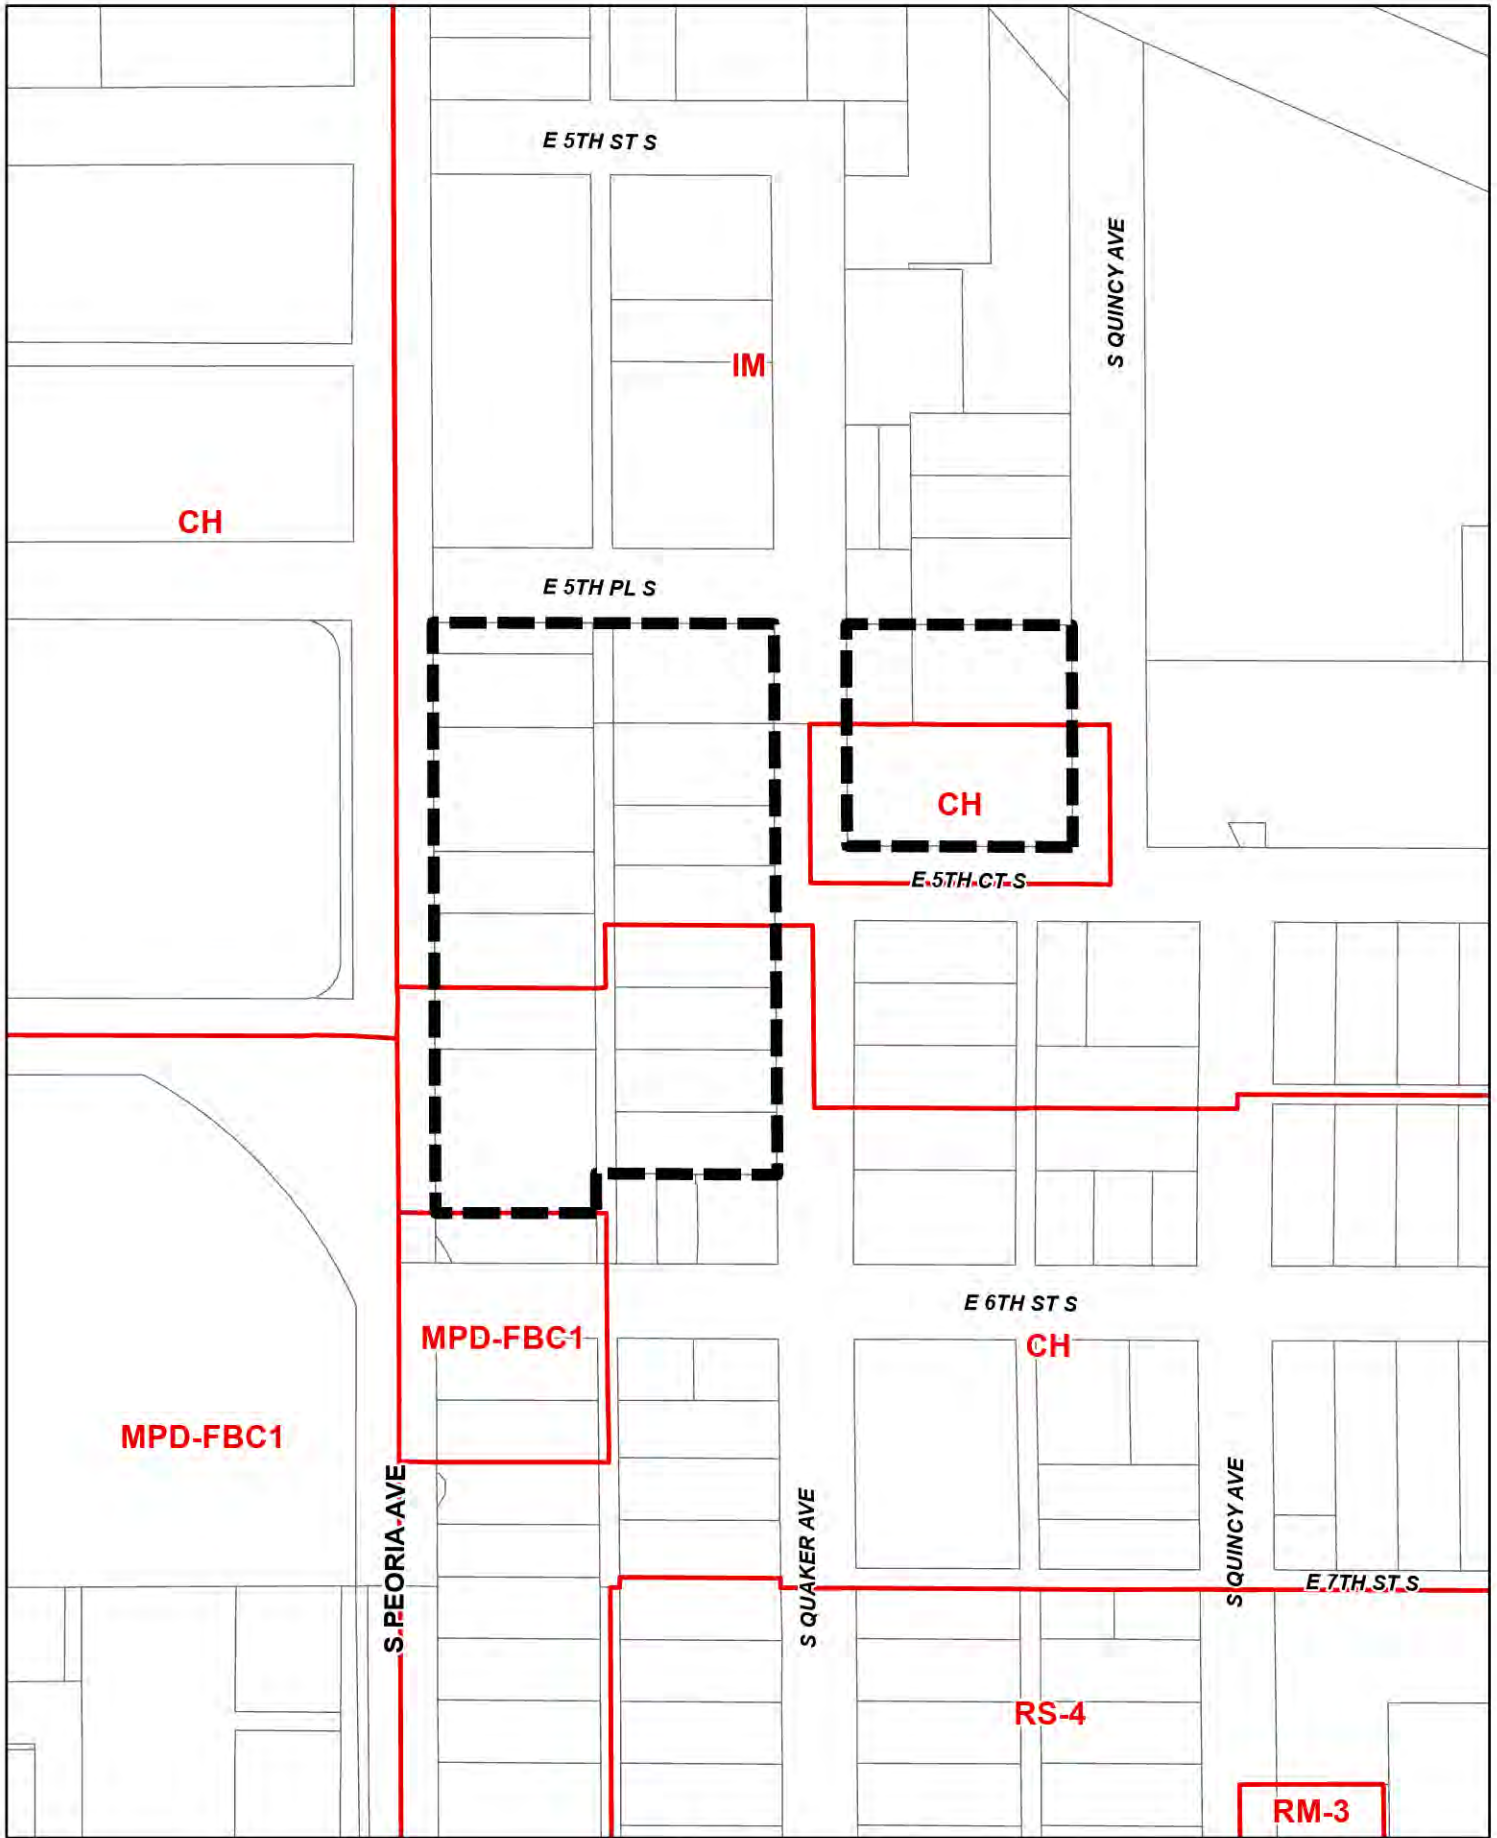 E 5TH ST S
S QUINCY AVE
IM
CH
E 5TH PL S
CH
E 5TH CT S
E 6TH ST S
MPD-FBC1
CH
MPD-FBC1
S PEORIA AVE
S QUAKER AVE
S QUINCY AVE
E 7TH ST S
RS-4
RM-3